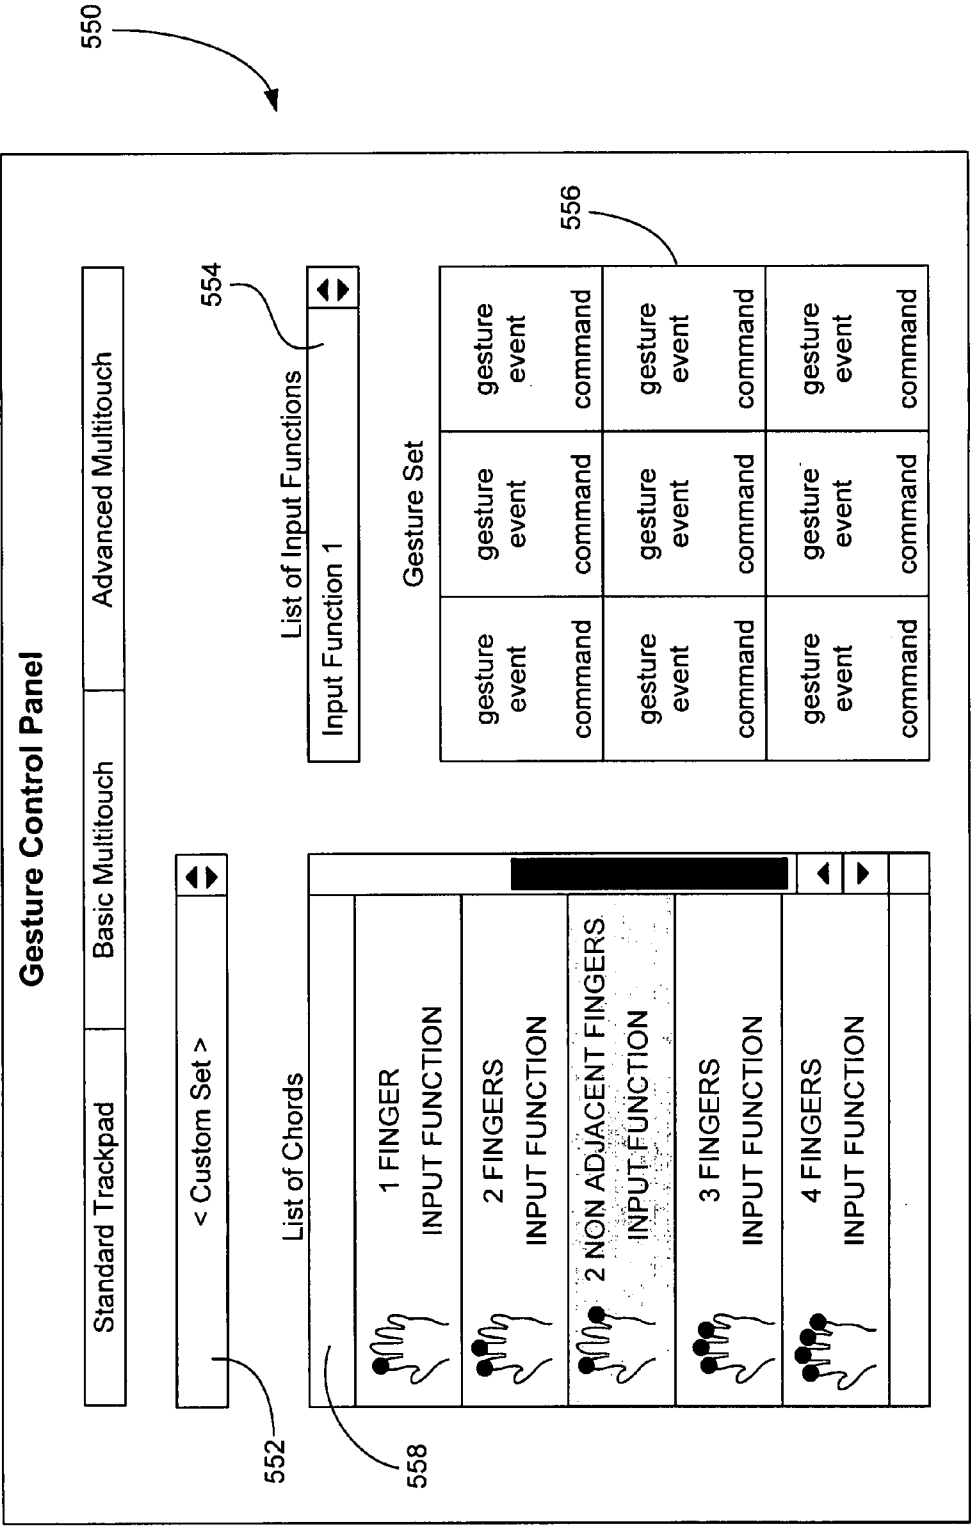 Gesture Control Panel
550
Standard Trackpad
Basic Multitouch
Advanced Multitouch
552
< Custom Set >
List of Chords
558
1 FINGER
INPUT FUNCTION
2 FINGERS
INPUT FUNCTION
2 NON ADJACENT FINGERS
INPUT FUNCTION
3 FINGERS
INPUT FUNCTION
4 FINGERS
INPUT FUNCTION
List of Input Functions
554
Input Function 1
Gesture Set
556
gesture
event
command
gesture
event
command
gesture
event
command
gesture
event
command
gesture
event
command
gesture
event
command
gesture
event
command
gesture
event
command
gesture
event
command